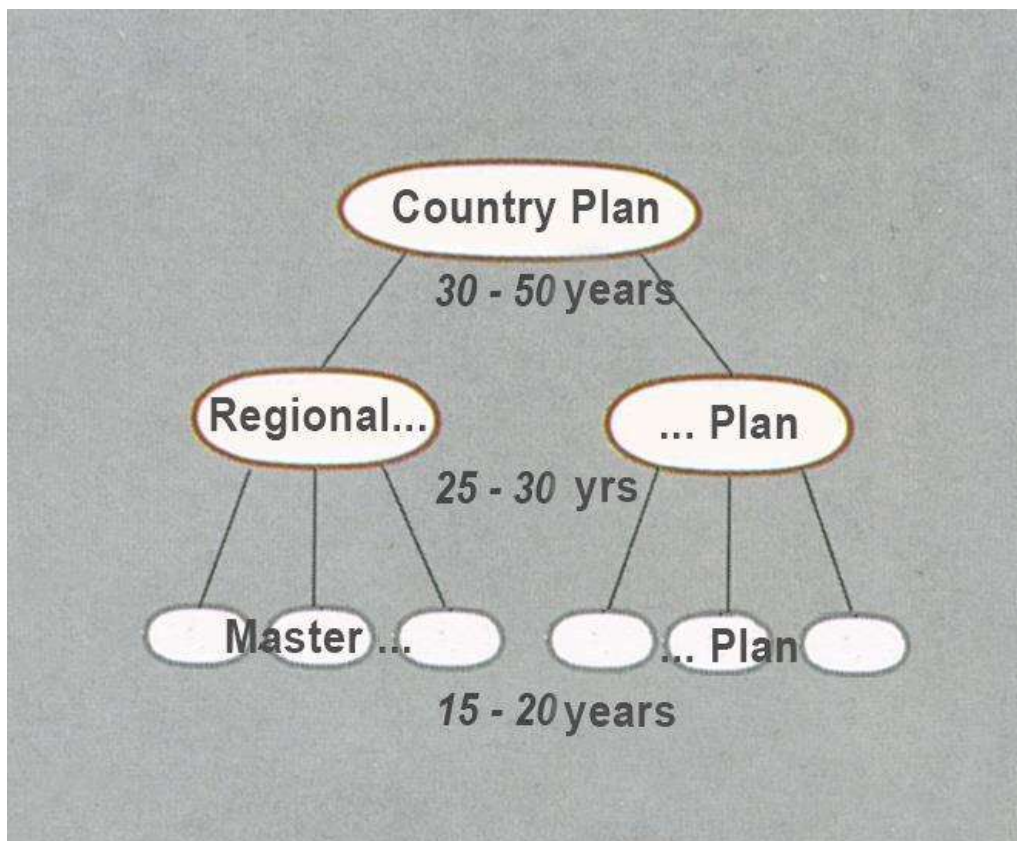 Country Plan
30 - 50 years
Regional... ... Plan
25 - 30 yrs
Master ... ... Plan
15 - 20 years